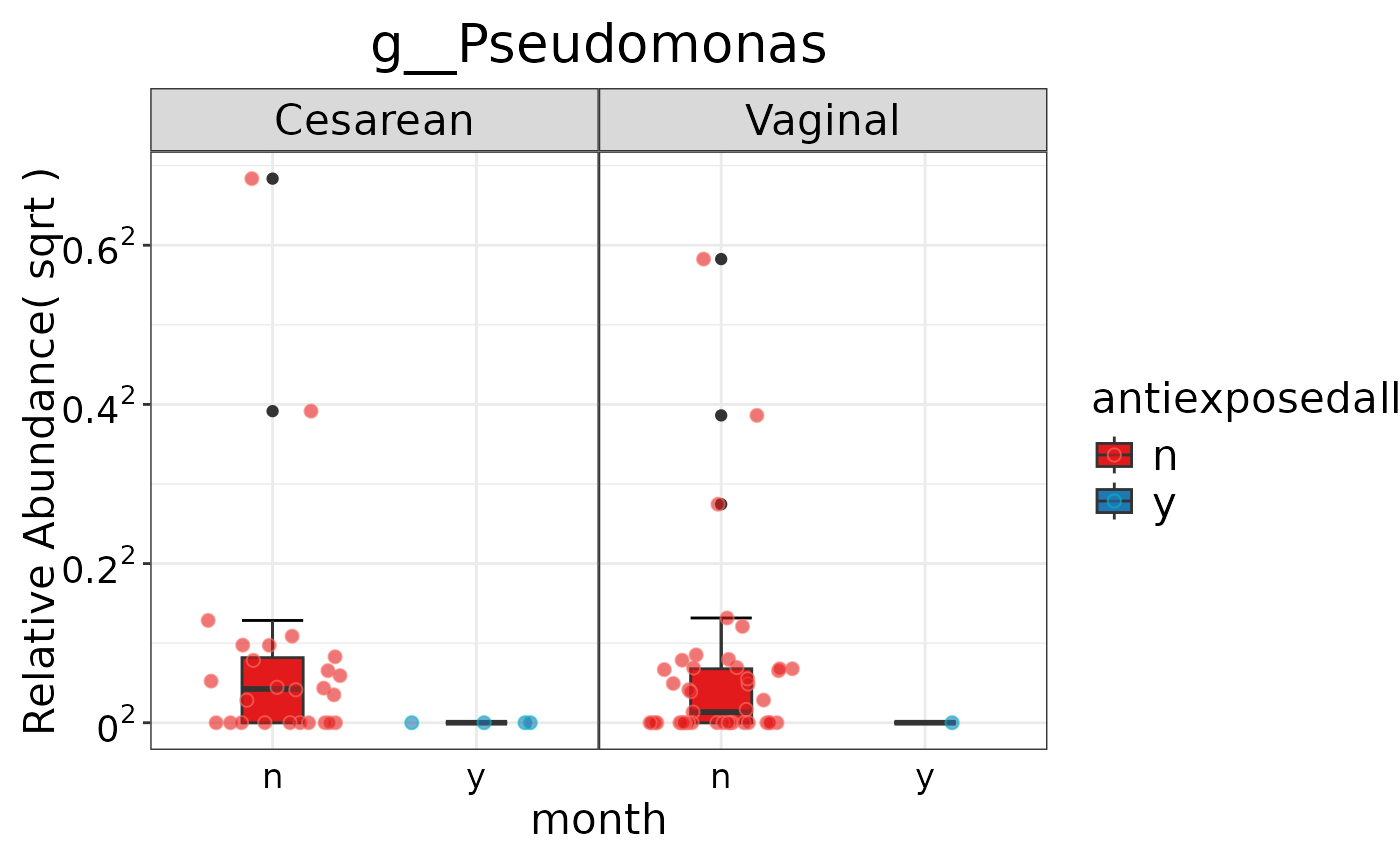 g__Pseudomonas
Cesarean Vaginal
Relative Abundance( sqrt )
0.6²
0.4²
0.2²
0²
n y n y
month
antiexposedall
n
y